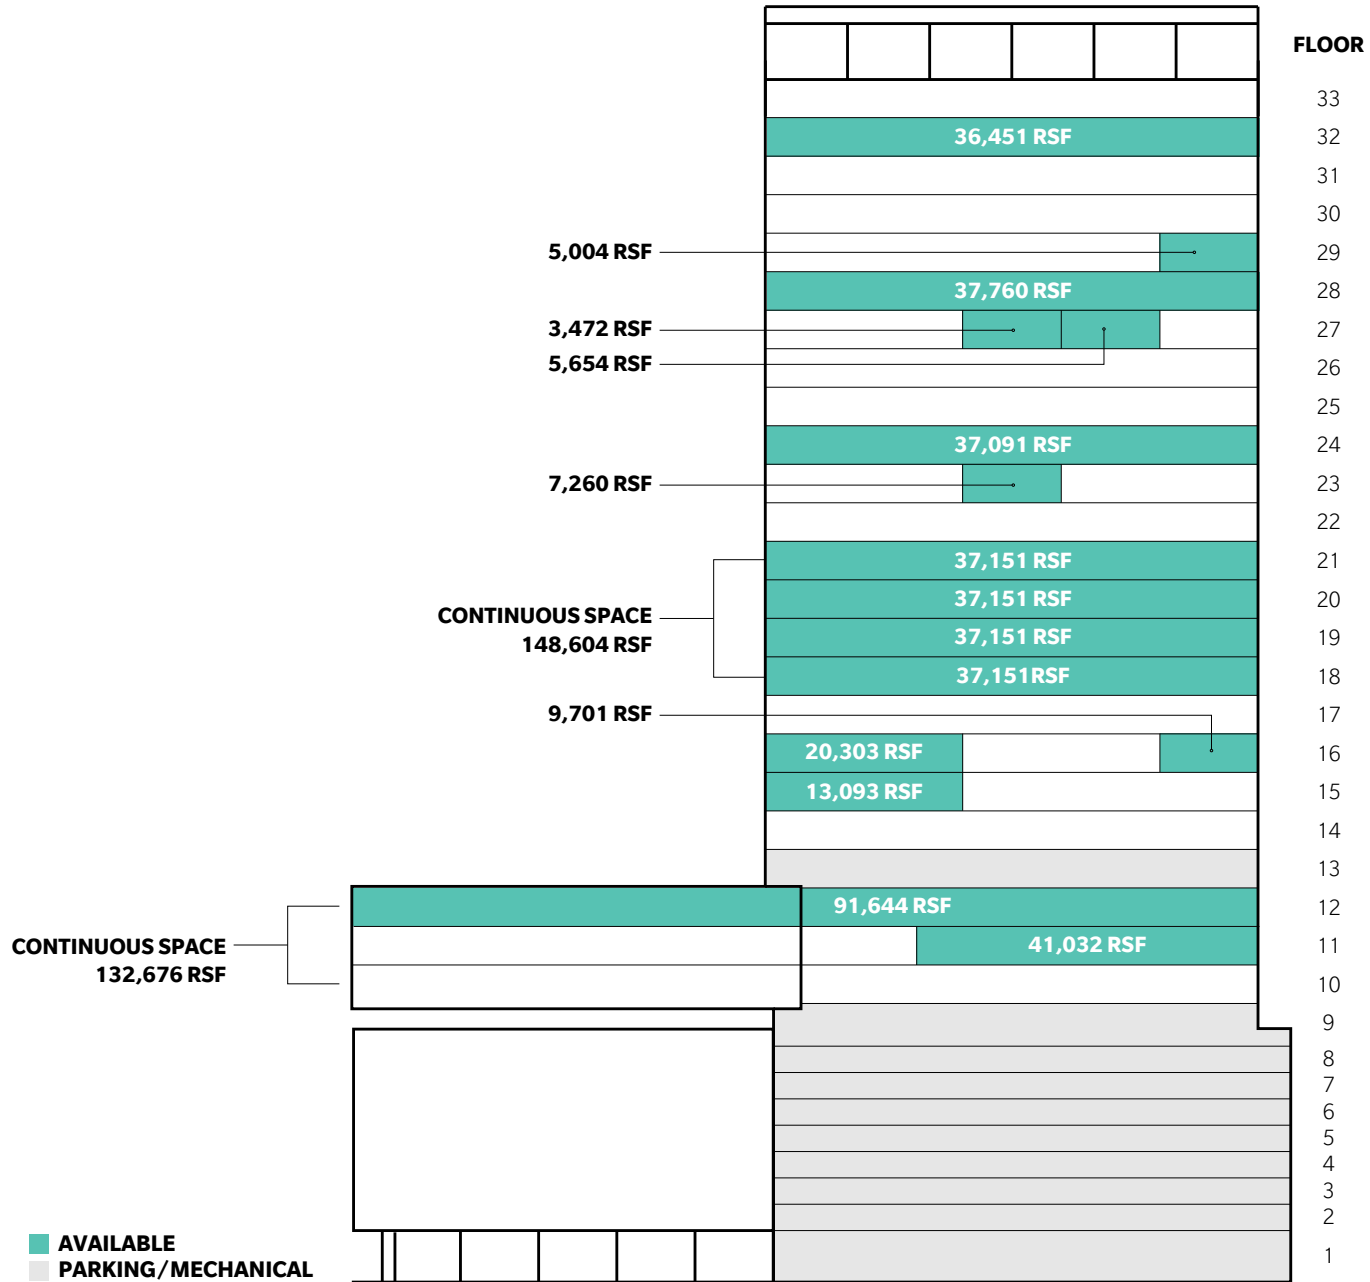 FLOOR
33
36,451 RSF
32
31
30
5,004 RSF
29
37,760 RSF
28
3,472 RSF
27
5,654 RSF
26
25
37,091 RSF
24
7,260 RSF
23
22
37,151 RSF
21
37,151 RSF
20
CONTINUOUS SPACE
148,604 RSF
37,151 RSF
19
37,151RSF
18
9,701 RSF
17
20,303 RSF
16
13,093 RSF
15
14
13
91,644 RSF
12
CONTINUOUS SPACE
132,676 RSF
41,032 RSF
11
10
9
8
7
6
5
4
3
2
1
AVAILABLE
PARKING/MECHANICAL